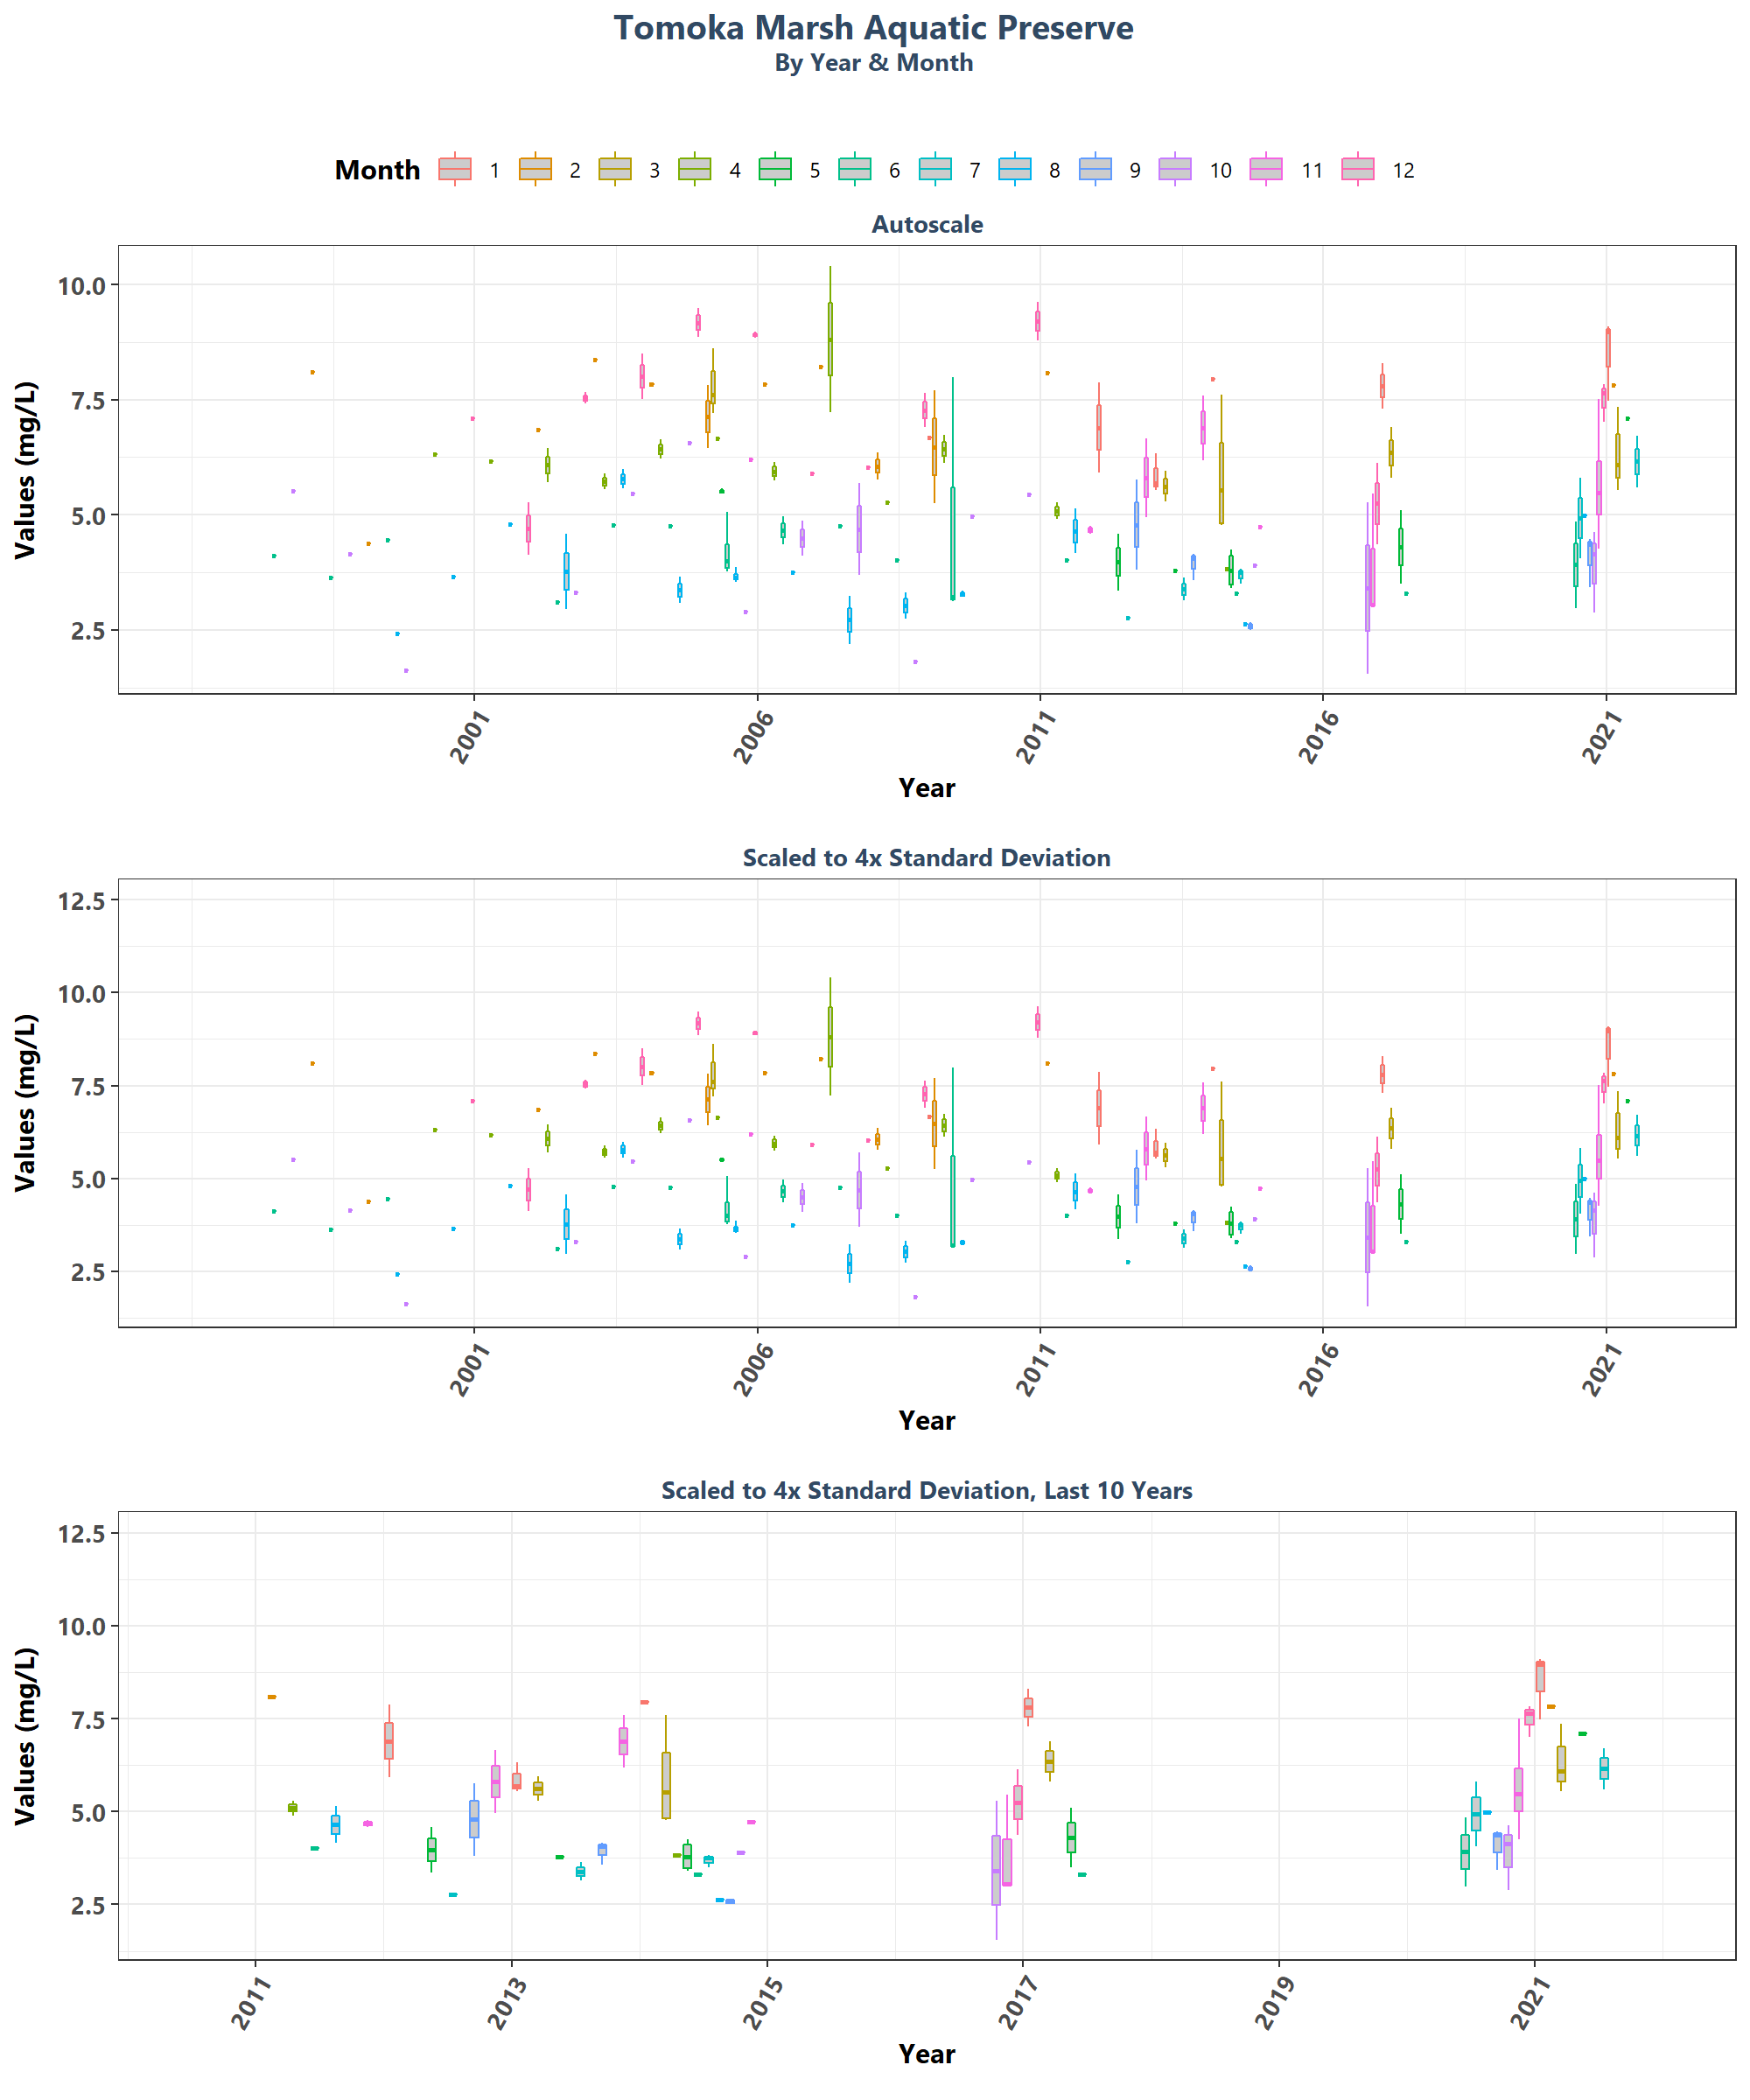 Tomoka Marsh Aquatic Preserve
By Year & Month
Month 1 2 3 4 5 6 7 8 9 10 11 12
Autoscale
Values (mg/L)
10.0
7.5
5.0
2.5
2001 2006 2011 2016 2021
Year
Scaled to 4x Standard Deviation
Values (mg/L)
12.5
10.0
7.5
5.0
2.5
2001 2006 2011 2016 2021
Year
Scaled to 4x Standard Deviation, Last 10 Years
Values (mg/L)
12.5
10.0
7.5
5.0
2.5
2011 2013 2015 2017 2019 2021
Year